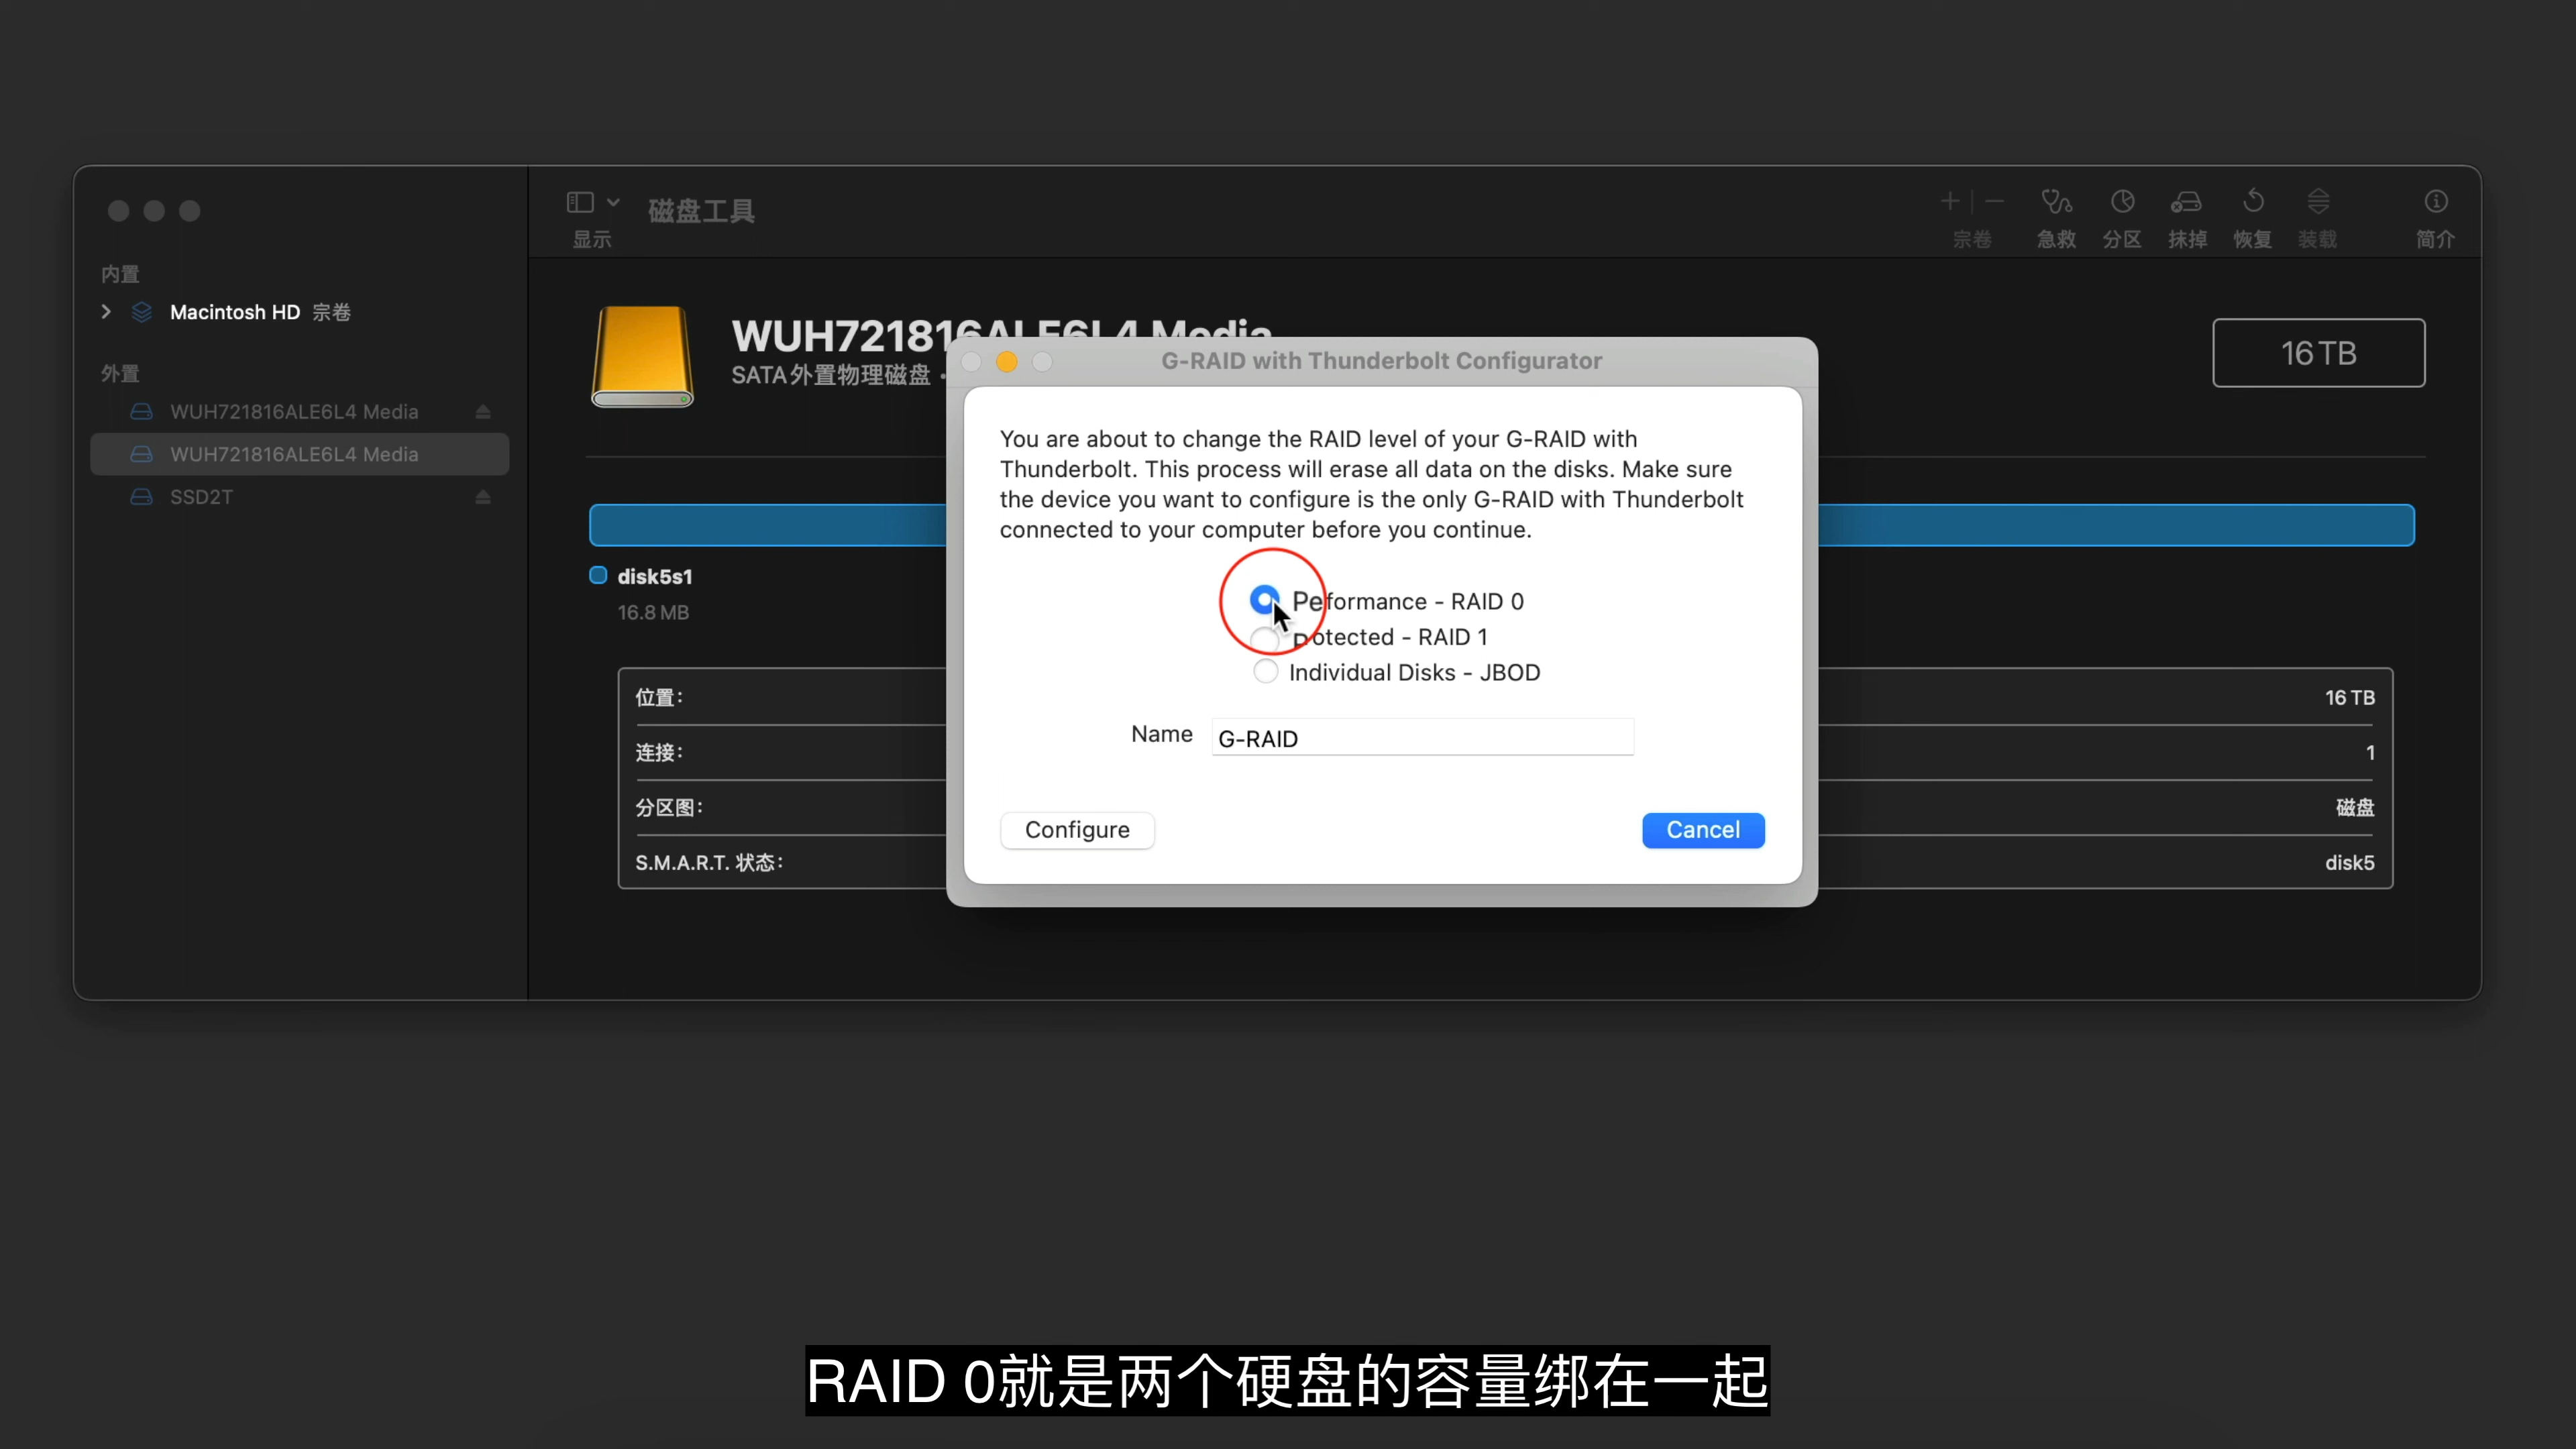 磁盘工具
显示
宗卷
急救
分区
抹掉
恢复
装载
简介
内置
Macintosh HD 宗卷
外置
WUH721816ALE6L4 Media
WUH721816ALE6L4 Media
SSD2T
WUH721816ALE6L4 Media
SATA外置物理磁盘 •
16 TB
disk5s1
16.8 MB
位置：
16 TB
连接：
1
分区图：
磁盘
S.M.A.R.T. 状态：
disk5
G-RAID with Thunderbolt Configurator
You are about to change the RAID level of your G-RAID with
Thunderbolt. This process will erase all data on the disks. Make sure
the device you want to configure is the only G-RAID with Thunderbolt
connected to your computer before you continue.
Performance - RAID 0
Protected - RAID 1
Individual Disks - JBOD
Name G-RAID
Configure
Cancel
RAID 0就是两个硬盘的容量绑在一起